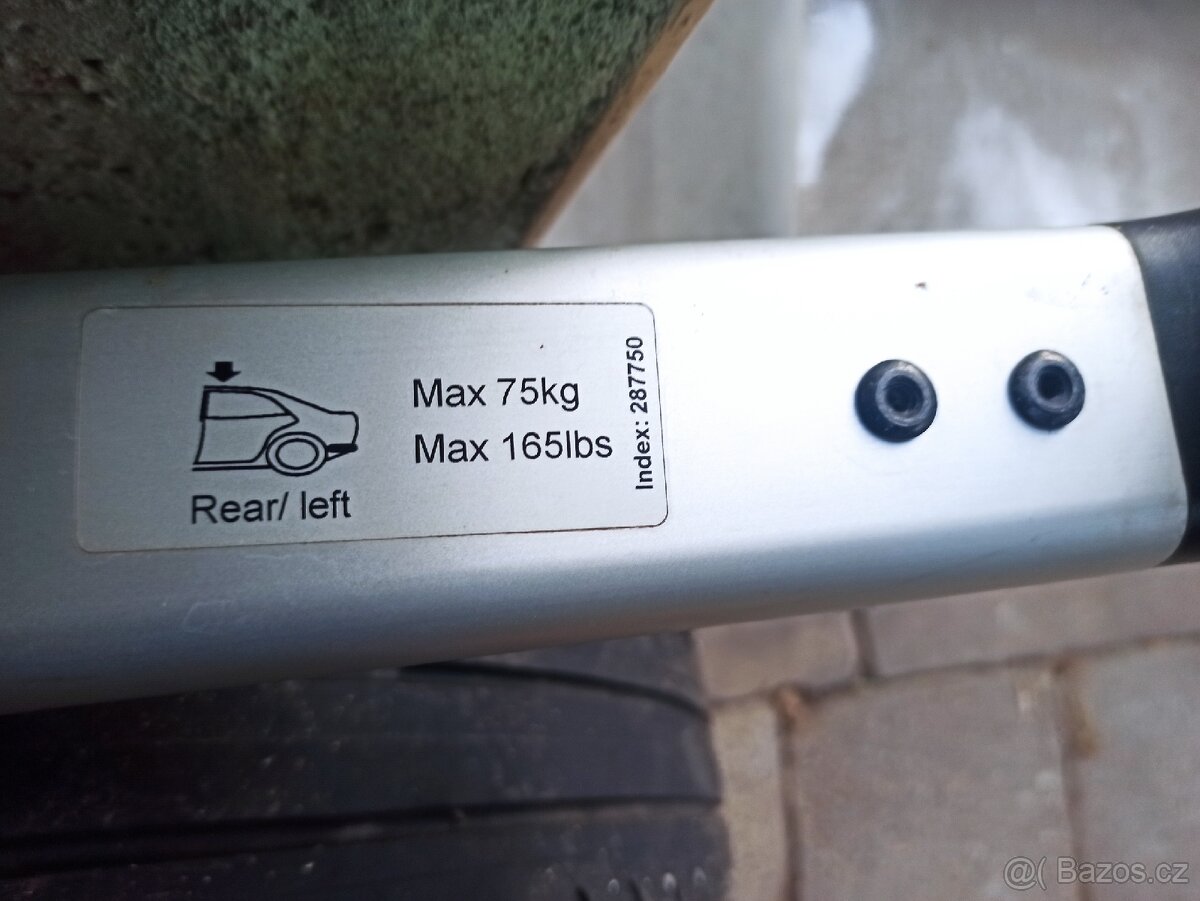 Max 75kg
Max 165lbs
Rear/ left
Index: 287750
@( Bazos.cz